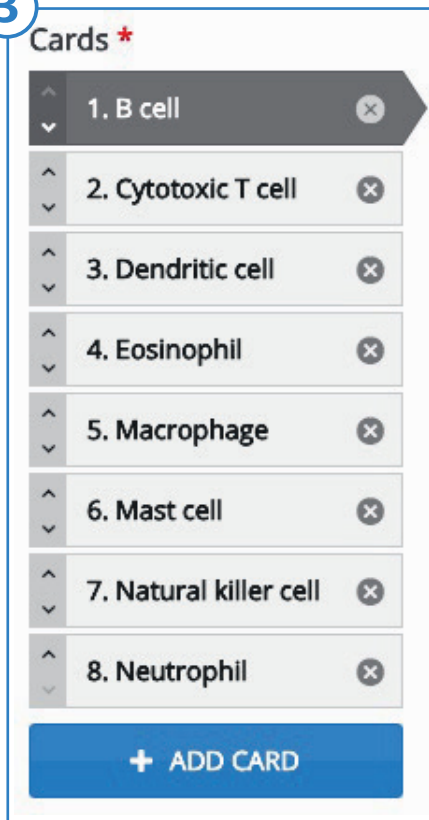 3
Cards *
1. B cell
2. Cytotoxic T cell
3. Dendritic cell
4. Eosinophil
5. Macrophage
6. Mast cell
7. Natural killer cell
8. Neutrophil
+ ADD CARD